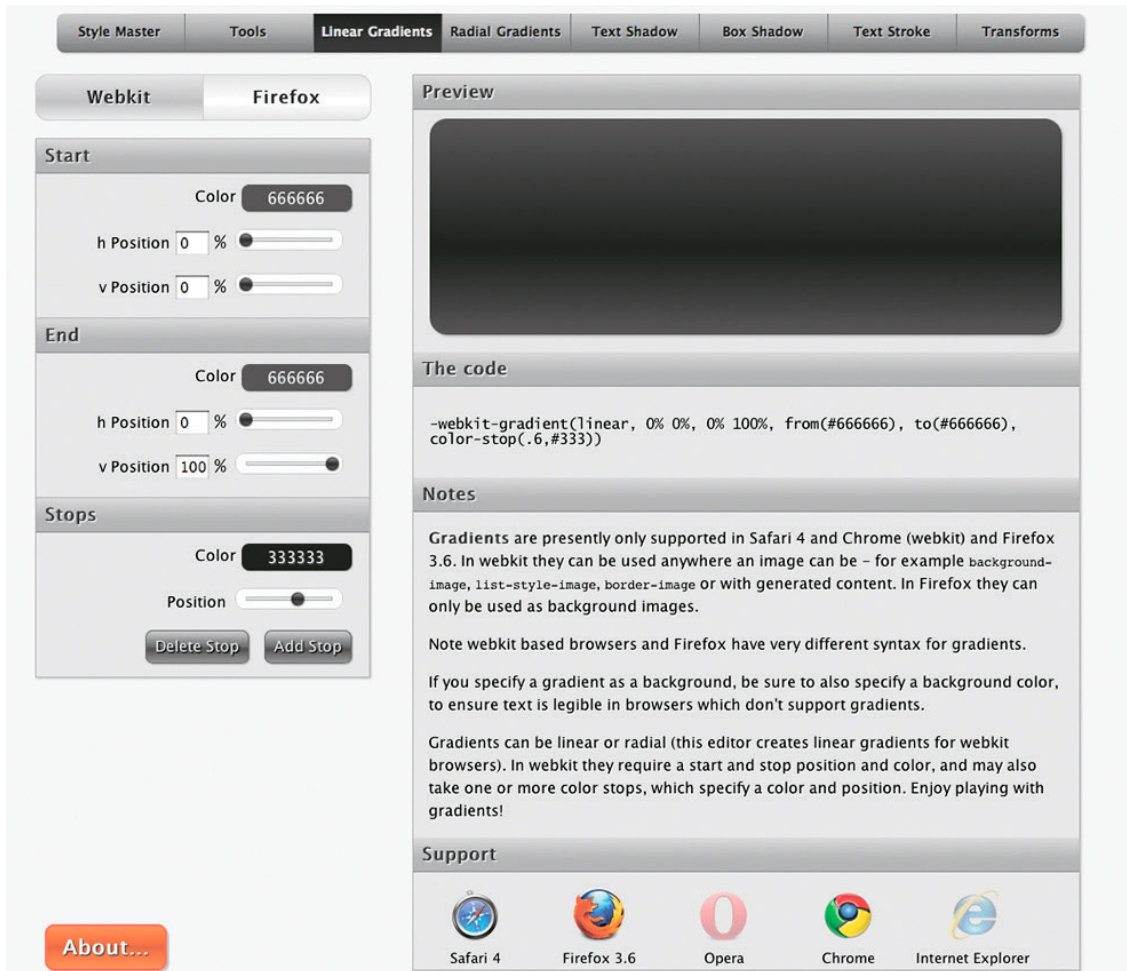 Style Master Tools Linear Gradients Radial Gradients Text Shadow Box Shadow Text Stroke Transforms
Webkit Firefox
Start
Color 666666
h Position 0 %
v Position 0 %
End
Color 666666
h Position 0 %
v Position 100 %
Stops
Color 333333
Position
Delete Stop Add Stop
About...
Preview
The code
-webkit-gradient(linear, 0% 0%, 0% 100%, from(#666666), to(#666666),
color-stop(.6,#333))
Notes
Gradients are presently only supported in Safari 4 and Chrome (webkit) and Firefox
3.6. In webkit they can be used anywhere an image can be – for example background-
image, list-style-image, border-image or with generated content. In Firefox they can
only be used as background images.
Note webkit based browsers and Firefox have very different syntax for gradients.
If you specify a gradient as a background, be sure to also specify a background color,
to ensure text is legible in browsers which don't support gradients.
Gradients can be linear or radial (this editor creates linear gradients for webkit
browsers). In webkit they require a start and stop position and color, and may also
take one or more color stops, which specify a color and position. Enjoy playing with
gradients!
Support
Safari 4 Firefox 3.6 Opera Chrome Internet Explorer